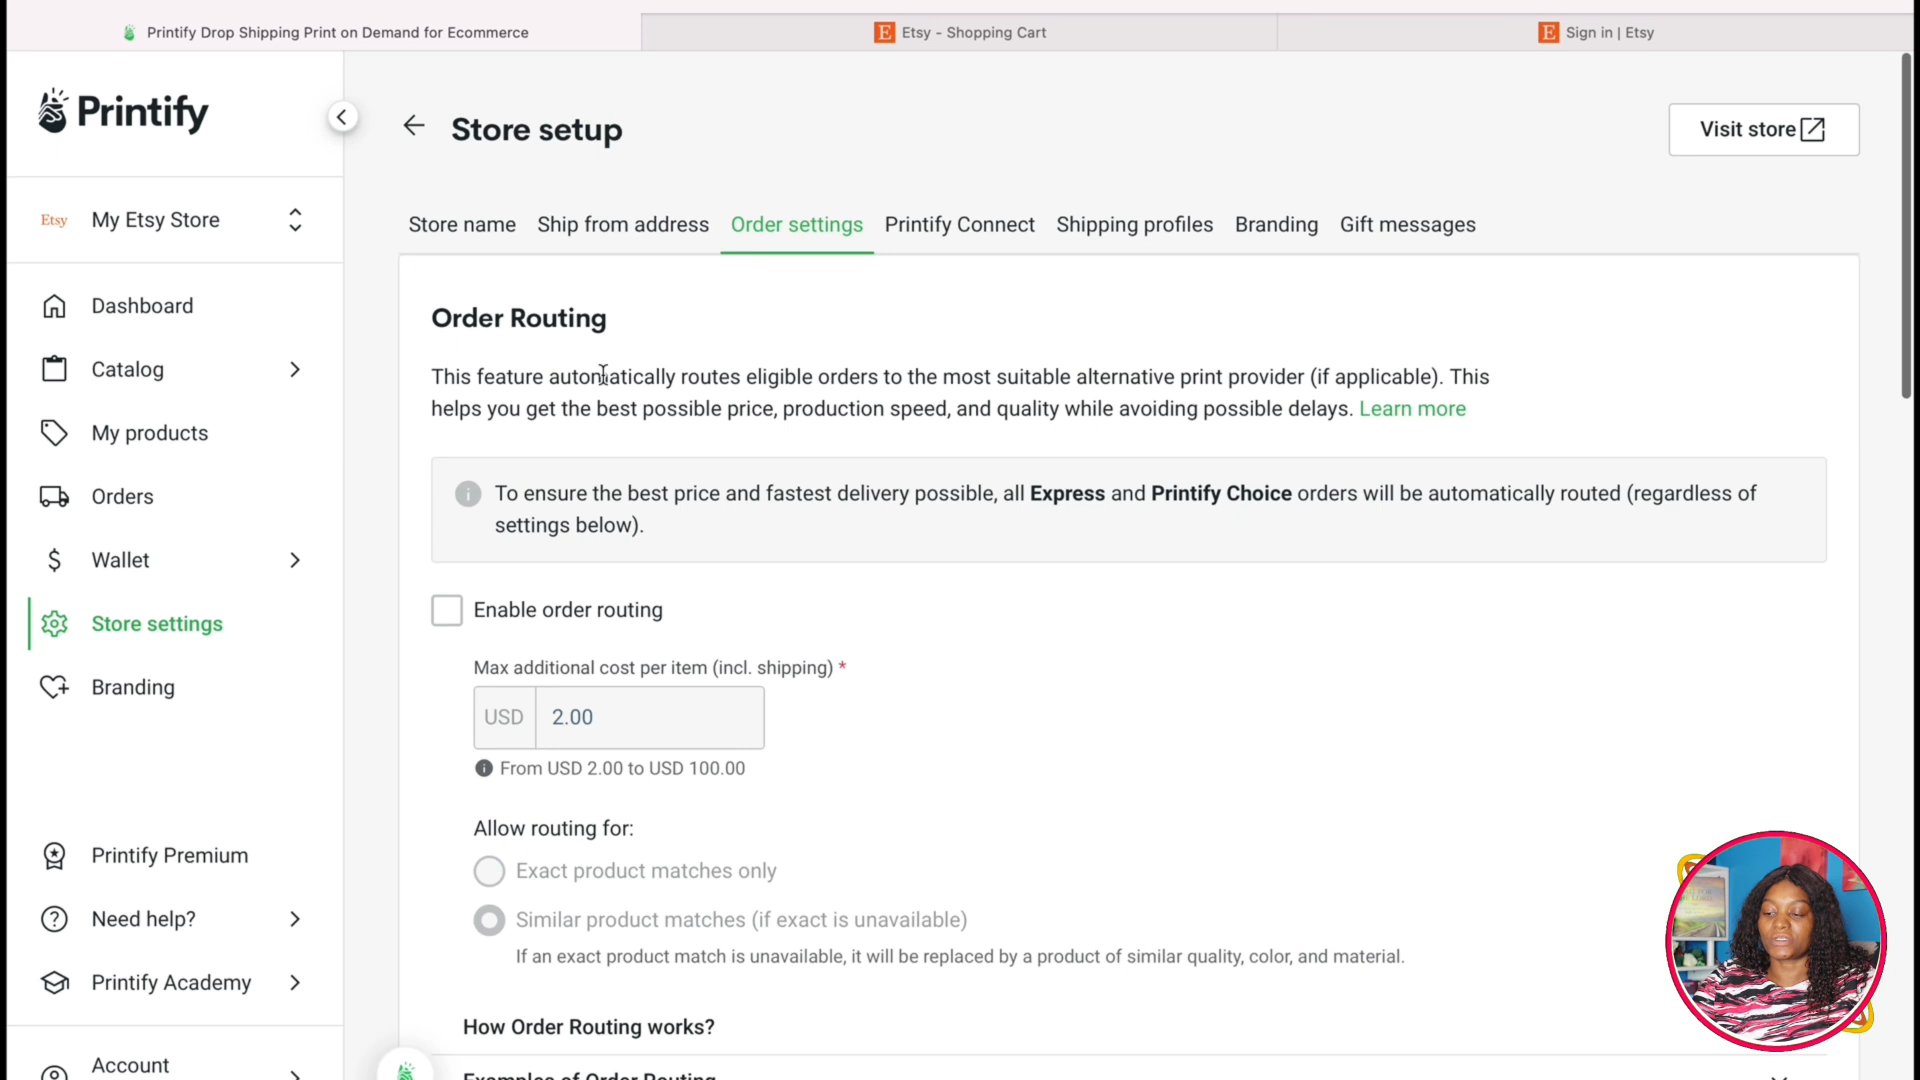 Printify Drop Shipping Print on Demand for Ecommerce
E Etsy - Shopping Cart
E Sign in | Etsy
Printify
Store setup
Visit store
Etsy My Etsy Store
Store name Ship from address Order settings Printify Connect Shipping profiles Branding Gift messages
Dashboard
Catalog
My products
Orders
Wallet
Store settings
Branding
Printify Premium
Need help?
Printify Academy
Account
Order Routing
This feature automatically routes eligible orders to the most suitable alternative print provider (if applicable). This
helps you get the best possible price, production speed, and quality while avoiding possible delays. Learn more
To ensure the best price and fastest delivery possible, all Express and Printify Choice orders will be automatically routed (regardless of
settings below).
Enable order routing
Max additional cost per item (incl. shipping) *
USD 2.00
From USD 2.00 to USD 100.00
Allow routing for:
Exact product matches only
Similar product matches (if exact is unavailable)
If an exact product match is unavailable, it will be replaced by a product of similar quality, color, and material.
How Order Routing works?
Examples of Order Routing